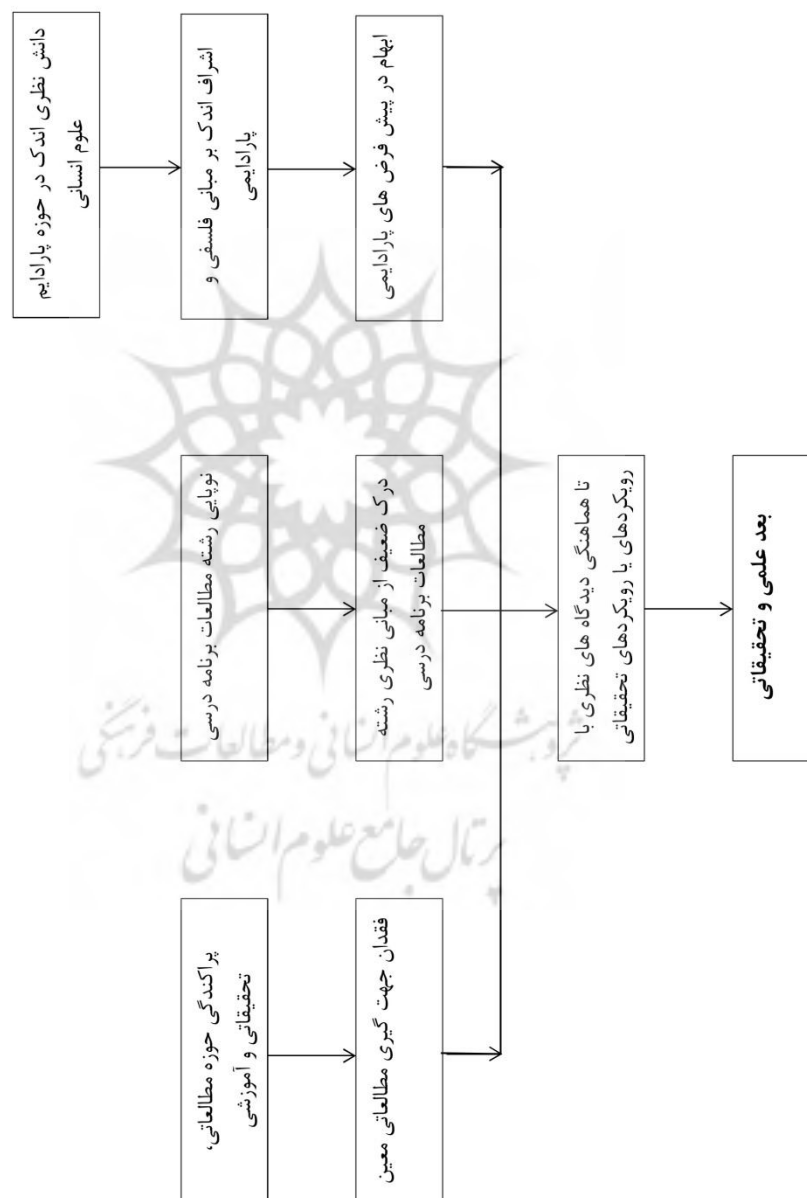 دانش نظری اندک در حوزه پارادایم
علوم انسانی
اشراف اندک بر مبانی فلسفی و
پارادایمی
ابهام در پیش فرض های پارادایمی
نوپایی رشته مطالعات برنامه درسی
درک ضعیف از مبانی نظری رشته
مطالعات برنامه درسی
پراکندگی حوزه مطالعاتی،
تحقیقاتی و آموزشی
فقدان جهت گیری مطالعاتی معین
تا هماهنگی دیدگاه های نظری با
رویکردهای یا رویکردهای تحقیقاتی
بعد علمی و تحقیقاتی
پژوهشگاه علوم انسانی و مطالعات فرهنگی
پرتال جامع علوم انسانی